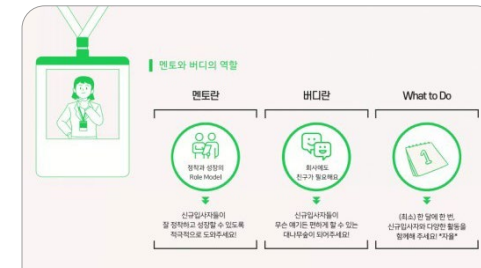 멘토와 버디의 역할
멘토란
정착과 성장의
Role Model
신규입사자들이
잘 정착하고 성장할 수 있도록
적극적으로 도와주세요!
버디란
회사에도
친구가 필요해요
신규입사자들이
무슨 얘기든 편하게 할 수 있는
대나무숲이 되어주세요!
What to Do
1
(최소) 한 달에 한 번,
신규입사자와 다양한 활동을
함께해 주세요! *자율*